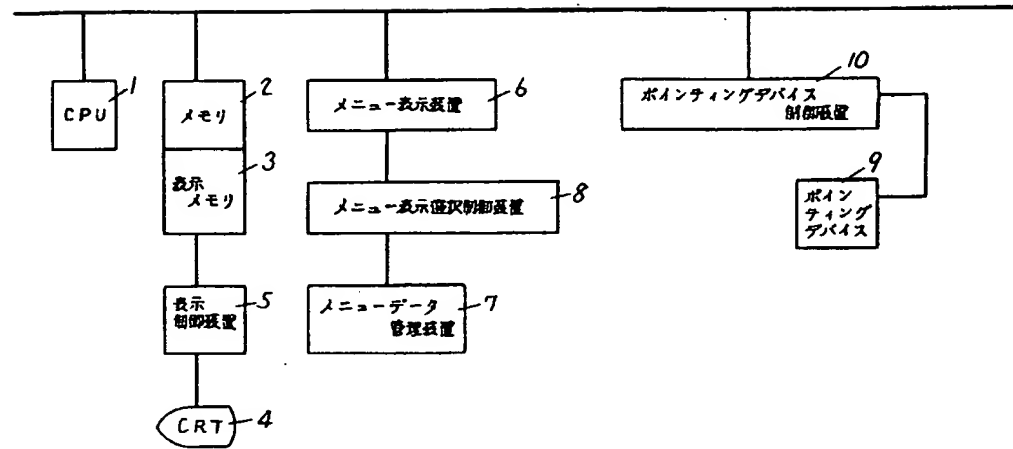 1
CPU
2
メモリ
3
表示
メモリ
5
表示
制御装置
CRT
4
6
メニュー表示装置
8
メニュー表示選択制御装置
7
メニューデータ
管理装置
10
ポインティングデバイス
制御装置
9
ポイン
ティング
デバイス